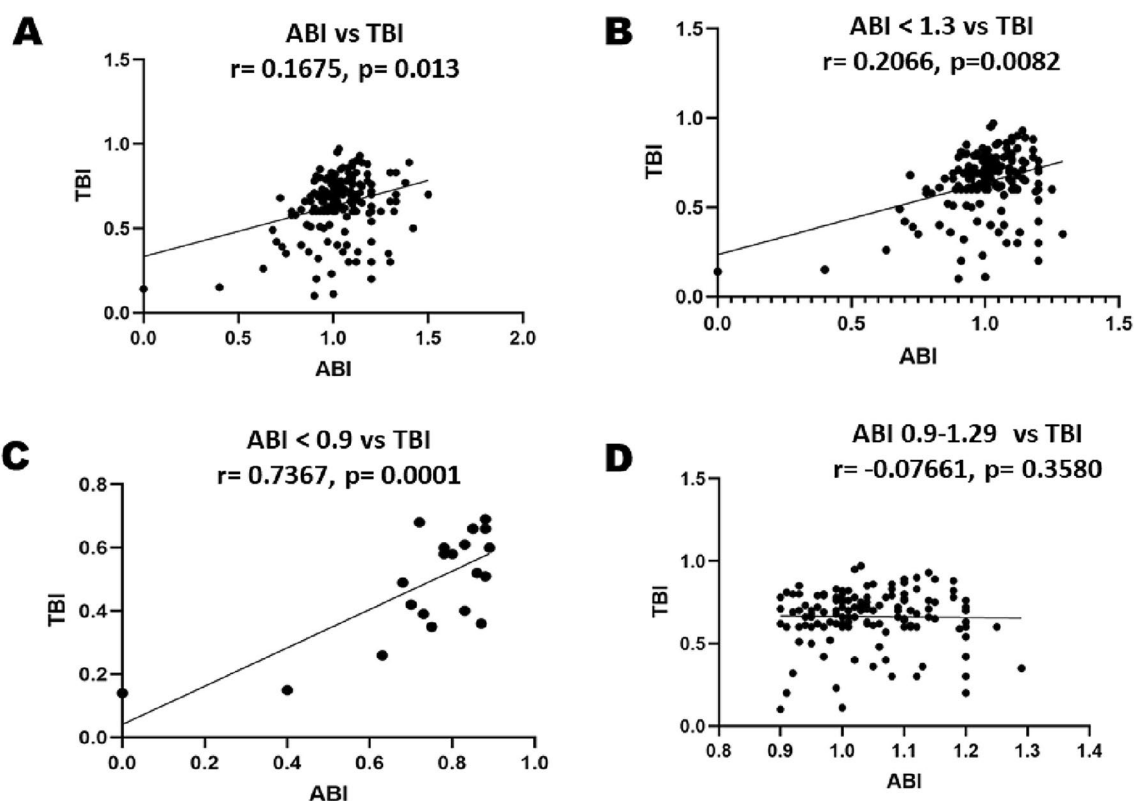 A
ABI vs TBI
r= 0.1675, p= 0.013
1.5
1.0
0.5
0.0
TBI
0.0 0.5 1.0 1.5 2.0
ABI
B
ABI < 1.3 vs TBI
r= 0.2066, p=0.0082
1.5
1.0
0.5
0.0
TBI
0.0 0.5 1.0 1.5
ABI
C
ABI < 0.9 vs TBI
r= 0.7367, p= 0.0001
0.8
0.6
0.4
0.2
0.0
TBI
0.0 0.2 0.4 0.6 0.8 1.0
ABI
D
ABI 0.9-1.29 vs TBI
r= -0.07661, p= 0.3580
1.5
1.0
0.5
0.0
TBI
0.8 0.9 1.0 1.1 1.2 1.3 1.4
ABI